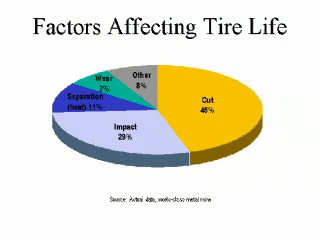 Factors Affecting Tire Life
Other
8%
Wear
7%
Separation
(heat) 11%
Cut
45%
Impact
29%
Source: Actual data, world-class metal mine